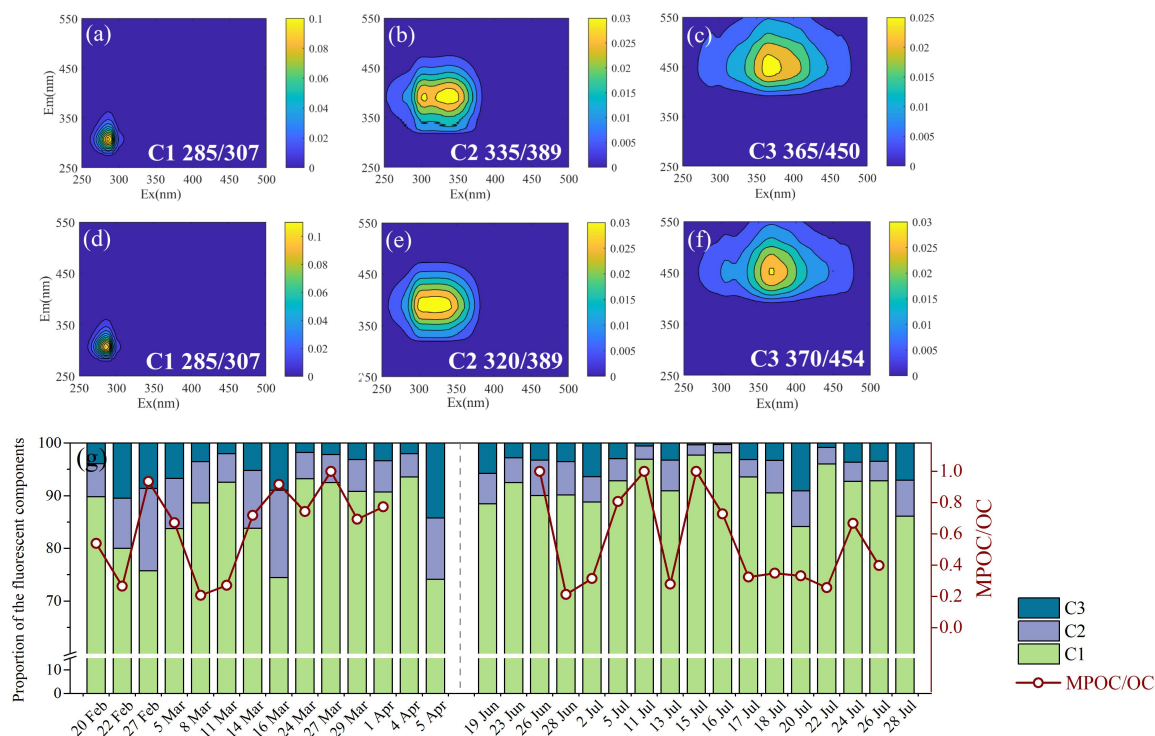 (a)
550
450
350
250
Em(nm)
250 300 350 400 450 500
Ex(nm)
C1 285/307
0.1
0.08
0.06
0.04
0.02
0
(b)
550
450
350
250
250 300 350 400 450 500
Ex(nm)
C2 335/389
0.03
0.025
0.02
0.015
0.01
0.005
0
(c)
550
450
350
250
250 300 350 400 450 500
Ex(nm)
C3 365/450
0.025
0.02
0.015
0.01
0.005
0
(d)
550
450
350
250
Em(nm)
250 300 350 400 450 500
Ex(nm)
C1 285/307
0.1
0.08
0.06
0.04
0.02
0
(e)
550
450
350
250
250 300 350 400 450 500
Ex(nm)
C2 320/389
0.03
0.025
0.02
0.015
0.01
0.005
0
(f)
550
450
350
250
250 300 350 400 450 500
Ex(nm)
C3 370/454
0.03
0.025
0.02
0.015
0.01
0.005
0
(g)
Proportion of the fluorescent components
100
90
80
70
10
0
1.0
0.8
0.6
0.4
0.2
0.0
MPOC/OC
20 Feb
22 Feb
27 Feb
5 Mar
8 Mar
11 Mar
14 Mar
16 Mar
24 Mar
27 Mar
29 Mar
1 Apr
4 Apr
5 Apr
19 Jun
23 Jun
26 Jun
28 Jun
2 Jul
5 Jul
11 Jul
13 Jul
15 Jul
16 Jul
17 Jul
18 Jul
20 Jul
22 Jul
24 Jul
26 Jul
28 Jul
C3
C2
C1
MPOC/OC